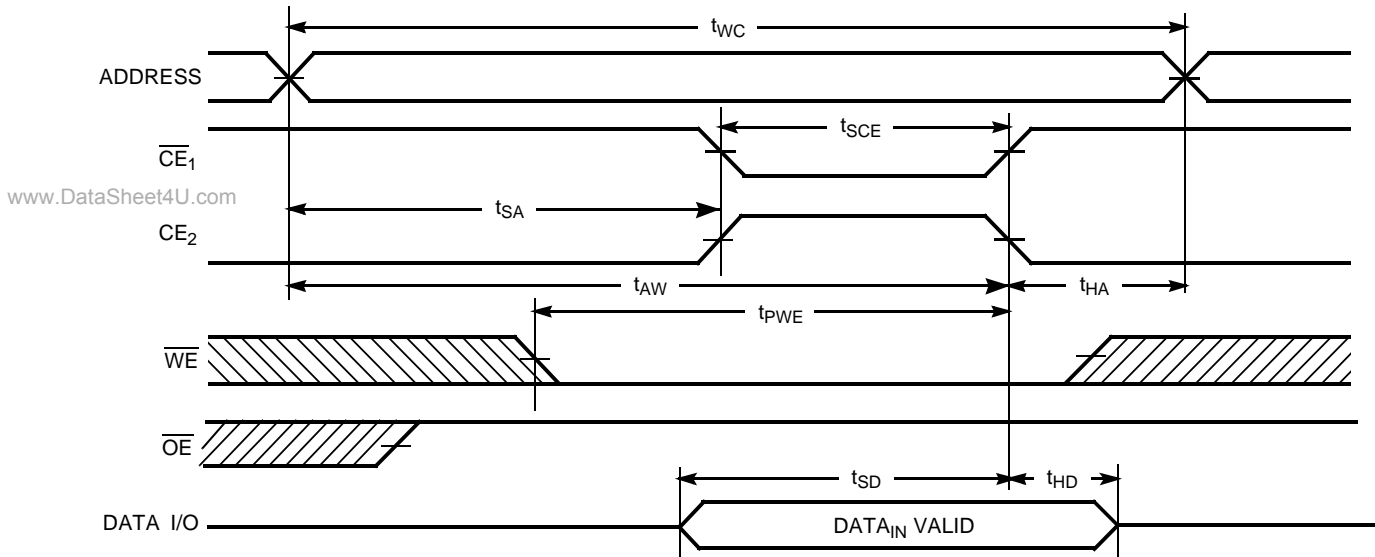 tWC
ADDRESS
tSCE
CE1
www.DataSheet4U.com
tSA
CE2
tAW
tHA
tPWE
WE
OE
tSD
tHD
DATA I/O
DATAIN VALID